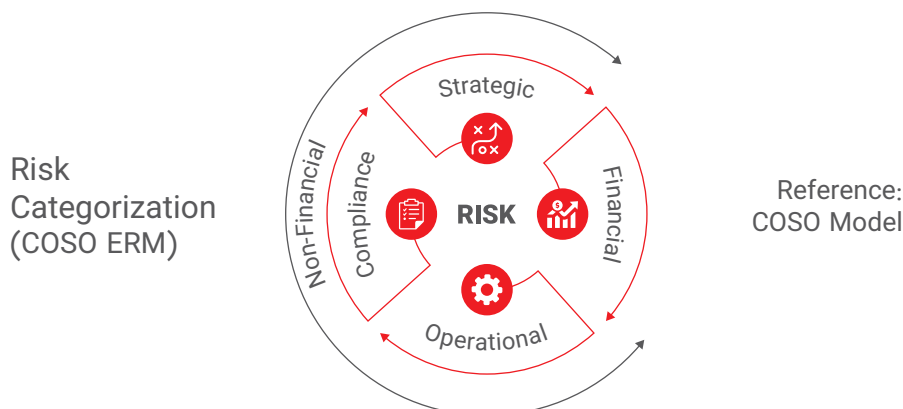 Risk
Categorization
(COSO ERM)
Non-Financial
Strategic
Compliance
RISK
Financial
Operational
Reference:
COSO Model